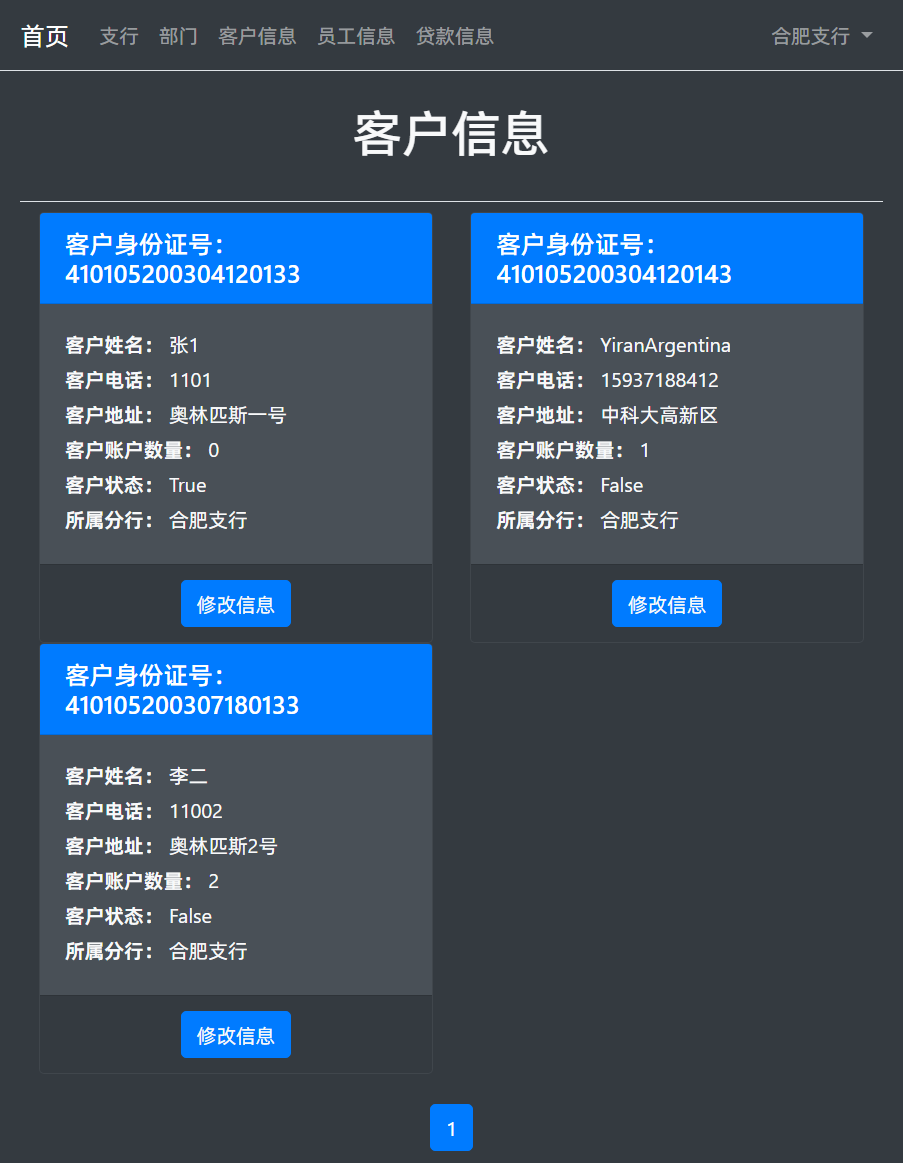 首页 支行 部门 客户信息 员工信息 贷款信息 合肥支行
客户信息
客户身份证号：
410105200304120133
客户姓名： 张1
客户电话： 1101
客户地址： 奥林匹斯一号
客户账户数量： 0
客户状态： True
所属分行： 合肥支行
修改信息
客户身份证号：
410105200304120143
客户姓名： YiranArgentina
客户电话： 15937188412
客户地址： 中科大高新区
客户账户数量： 1
客户状态： False
所属分行： 合肥支行
修改信息
客户身份证号：
410105200307180133
客户姓名： 李二
客户电话： 11002
客户地址： 奥林匹斯2号
客户账户数量： 2
客户状态： False
所属分行： 合肥支行
修改信息
1